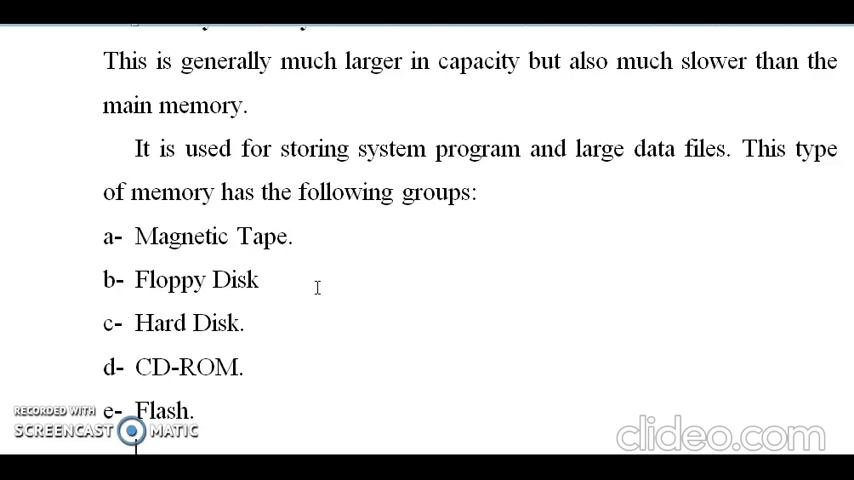 This is generally much larger in capacity but also much slower than the
main memory.
It is used for storing system program and large data files. This type
of memory has the following groups:
a- Magnetic Tape.
b- Floppy Disk
c- Hard Disk.
d- CD-ROM.
e- Flash.
RECORDED WITH
SCREENCAST MATIC
clideo.com